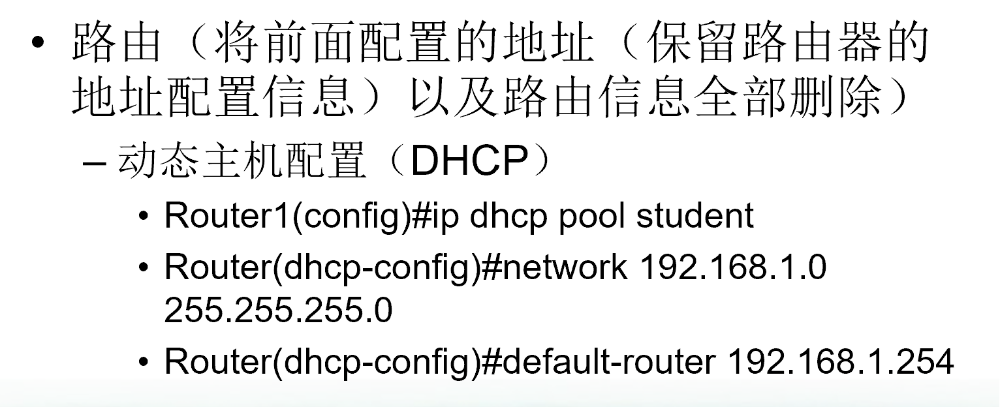 • 路由（将前面配置的地址（保留路由器的
地址配置信息）以及路由信息全部删除）
– 动态主机配置（DHCP）
• Router1(config)#ip dhcp pool student
• Router(dhcp-config)#network 192.168.1.0
255.255.255.0
• Router(dhcp-config)#default-router 192.168.1.254